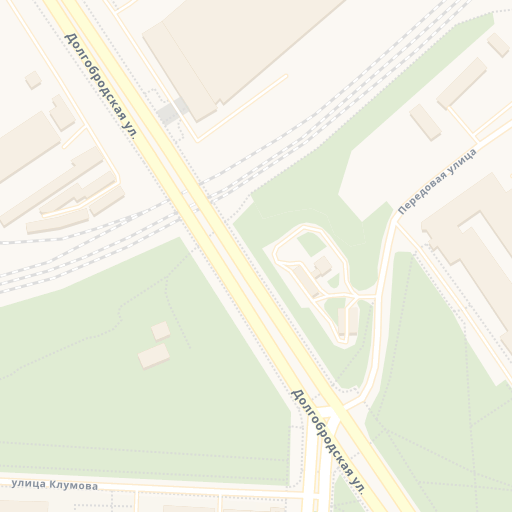 Долгобродская ул.
Передовая улица
Долгобродская ул.
улица Клумова